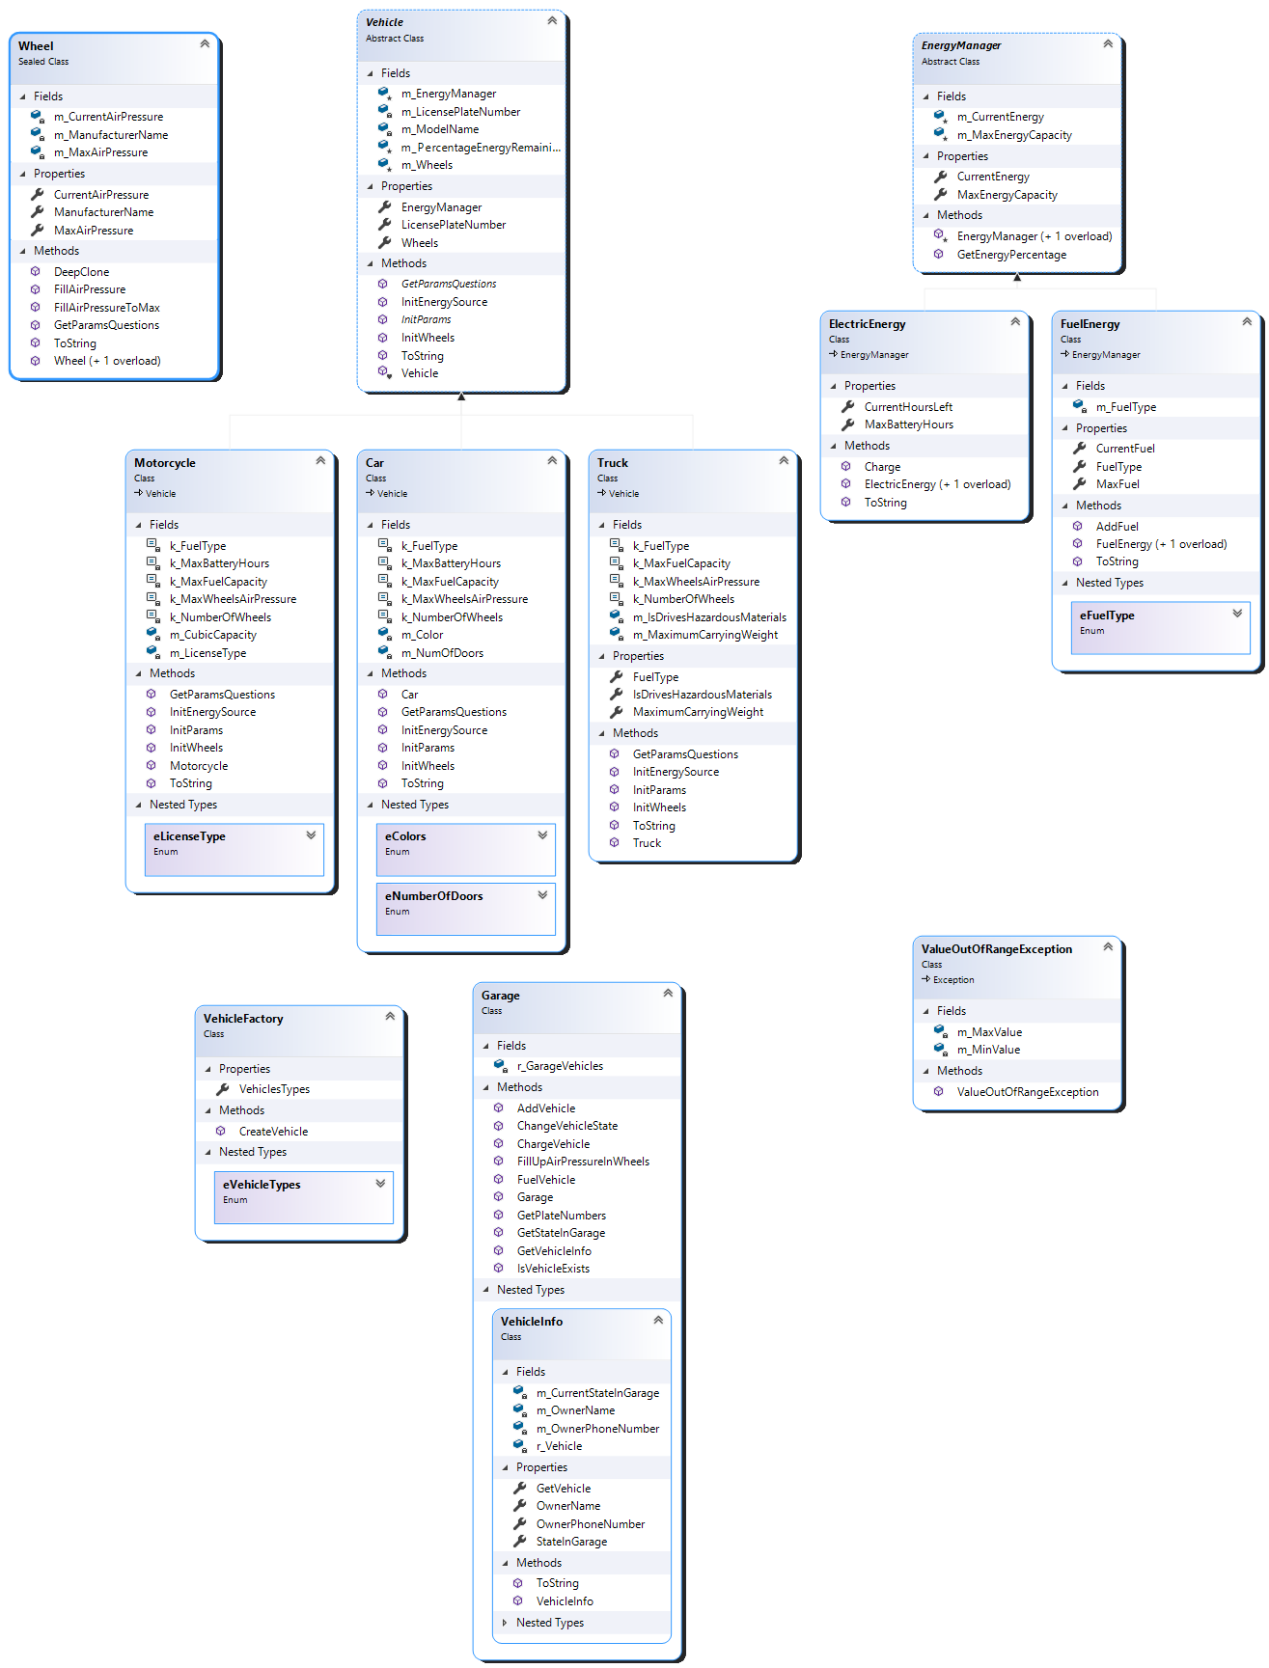 Wheel
Sealed Class
Fields
m_CurrentAirPressure
m_ManufacturerName
m_MaxAirPressure
Properties
CurrentAirPressure
ManufacturerName
MaxAirPressure
Methods
DeepClone
FillAirPressure
FillAirPressureToMax
GetParamsQuestions
ToString
Wheel (+ 1 overload)
Vehicle
Abstract Class
Fields
m_EnergyManager
m_LicensePlateNumber
m_ModelName
m_PercentageEnergyRemaini...
m_Wheels
Properties
EnergyManager
LicensePlateNumber
Wheels
Methods
GetParamsQuestions
InitEnergySource
InitParams
InitWheels
ToString
Vehicle
EnergyManager
Abstract Class
Fields
m_CurrentEnergy
m_MaxEnergyCapacity
Properties
CurrentEnergy
MaxEnergyCapacity
Methods
EnergyManager (+ 1 overload)
GetEnergyPercentage
ElectricEnergy
Class
EnergyManager
Properties
CurrentHoursLeft
MaxBatteryHours
Methods
Charge
ElectricEnergy (+ 1 overload)
ToString
FuelEnergy
Class
EnergyManager
Fields
m_FuelType
Properties
CurrentFuel
FuelType
MaxFuel
Methods
AddFuel
FuelEnergy (+ 1 overload)
ToString
Nested Types
eFuelType
Enum
Motorcycle
Class
Vehicle
Fields
k_FuelType
k_MaxBatteryHours
k_MaxFuelCapacity
k_MaxWheelsAirPressure
k_NumberOfWheels
m_CubicCapacity
m_LicenseType
Methods
GetParamsQuestions
InitEnergySource
InitParams
InitWheels
Motorcycle
ToString
Nested Types
eLicenseType
Enum
Car
Class
Vehicle
Fields
k_FuelType
k_MaxBatteryHours
k_MaxFuelCapacity
k_MaxWheelsAirPressure
k_NumberOfWheels
m_Color
m_NumOfDoors
Methods
Car
GetParamsQuestions
InitEnergySource
InitParams
InitWheels
ToString
Nested Types
eColors
Enum
eNumberOfDoors
Enum
Truck
Class
Vehicle
Fields
k_FuelType
k_MaxFuelCapacity
k_MaxWheelsAirPressure
k_NumberOfWheels
m_IsDrivesHazardousMaterials
m_MaximumCarryingWeight
Properties
FuelType
IsDrivesHazardousMaterials
MaximumCarryingWeight
Methods
GetParamsQuestions
InitEnergySource
InitParams
InitWheels
ToString
Truck
ValueOutOfRangeException
Class
Exception
Fields
m_MaxValue
m_MinValue
Methods
ValueOutOfRangeException
VehicleFactory
Class
Properties
VehiclesTypes
Methods
CreateVehicle
Nested Types
eVehicleTypes
Enum
Garage
Class
Fields
r_GarageVehicles
Methods
AddVehicle
ChangeVehicleState
ChargeVehicle
FillUpAirPressureInWheels
FuelVehicle
Garage
GetPlateNumbers
GetStateInGarage
GetVehicleInfo
IsVehicleExists
Nested Types
VehicleInfo
Class
Fields
m_CurrentStateInGarage
m_OwnerName
m_OwnerPhoneNumber
r_Vehicle
Properties
GetVehicle
OwnerName
OwnerPhoneNumber
StateInGarage
Methods
ToString
VehicleInfo
Nested Types